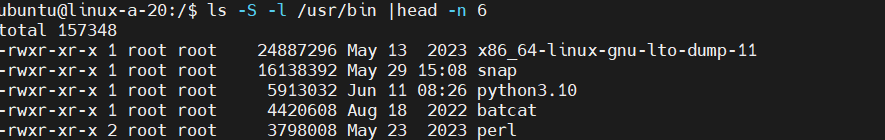 ubuntu@linux-a-20:/$ ls -S -l /usr/bin |head -n 6
total 157348
-rwxr-xr-x 1 root root    24887296 May 13  2023 x86_64-linux-gnu-lto-dump-11
-rwxr-xr-x 1 root root    16138392 May 29 15:08 snap
-rwxr-xr-x 1 root root     5913032 Jun 11 08:26 python3.10
-rwxr-xr-x 1 root root     4420608 Aug 18  2022 batcat
-rwxr-xr-x 2 root root     3798008 May 23  2023 perl